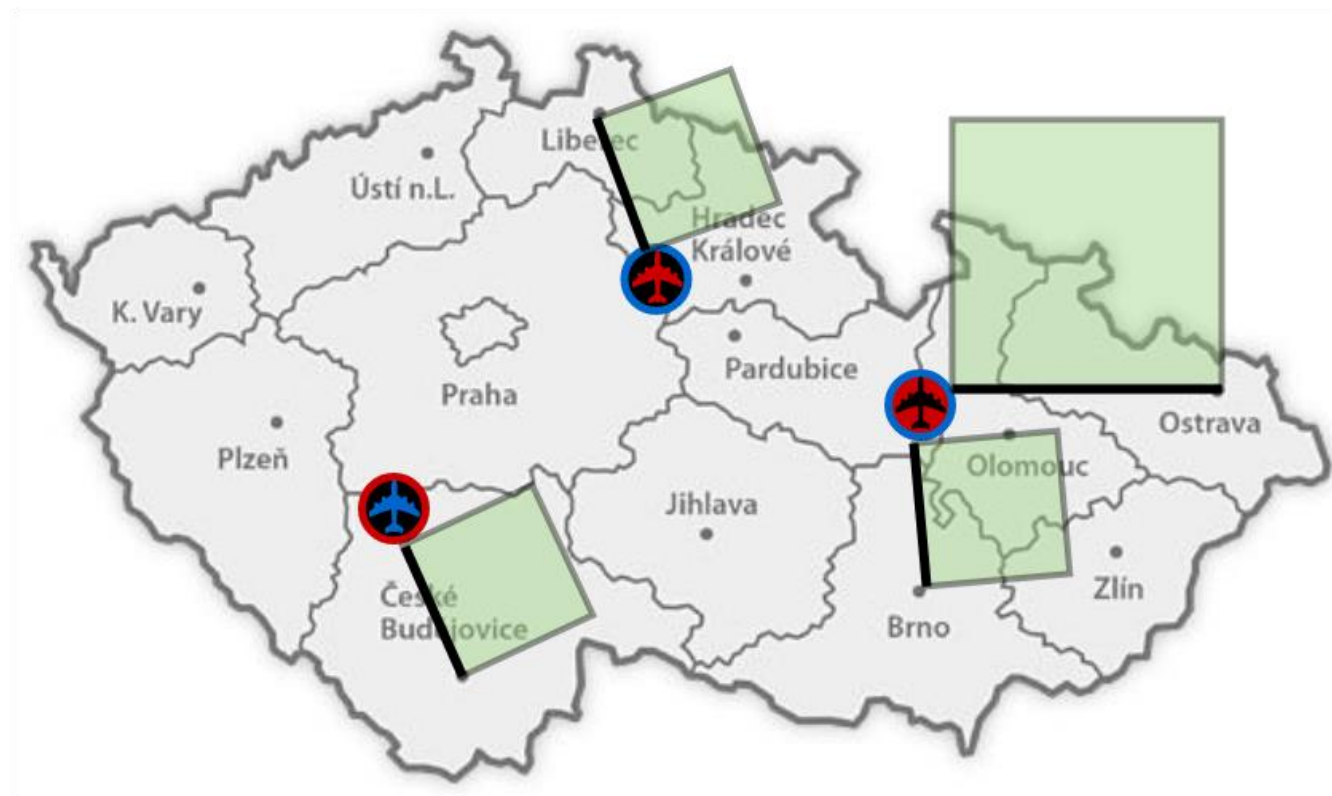 Liberec
Ústí n.L.
Hradec
Králové
K. Vary
Pardubice
Praha
Ostrava
Plzeň
Olomouc
Jihlava
České
Budějovice
Zlín
Brno